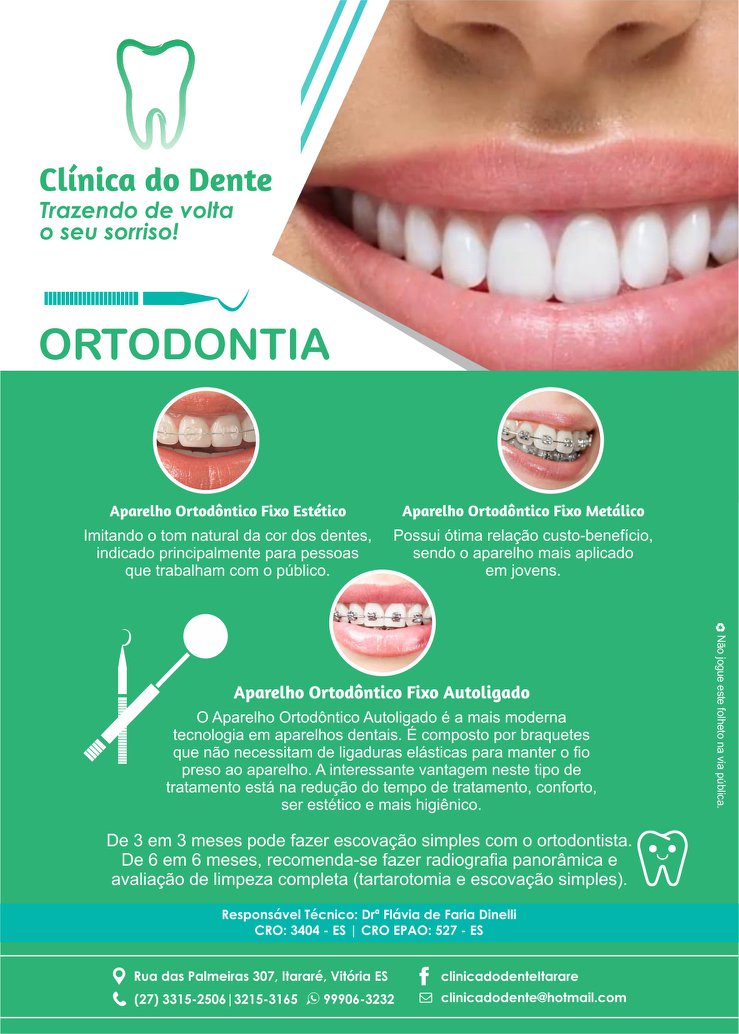 Clínica do Dente
Trazendo de volta
o seu sorriso!
ORTODONTIA
Aparelho Ortodôntico Fixo Estético
Imitando o tom natural da cor dos dentes,
indicado principalmente para pessoas
que trabalham com o público.
Aparelho Ortodôntico Fixo Metálico
Possui ótima relação custo-benefício,
sendo o aparelho mais aplicado
em jovens.
Aparelho Ortodôntico Fixo Autoligado
O Aparelho Ortodôntico Autoligado é a mais moderna
tecnologia em aparelhos dentais. É composto por braquetes
que não necessitam de ligaduras elásticas para manter o fio
preso ao aparelho. A interessante vantagem neste tipo de
tratamento está na redução do tempo de tratamento, conforto,
ser estético e mais higiênico.
De 3 em 3 meses pode fazer escovação simples com o ortodontista.
De 6 em 6 meses, recomenda-se fazer radiografia panorâmica e
avaliação de limpeza completa (tartarotomia e escovação simples).
♻ Não jogue este folheto na via pública.
Responsável Técnico: Drª Flávia de Faria Dinelli
CRO: 3404 - ES | CRO EPAO: 527 - ES
Rua das Palmeiras 307, Itararé, Vitória ES
(27) 3315-2506|3215-3165 99906-3232
clinicadodenteItarare
clinicadodente@hotmail.com